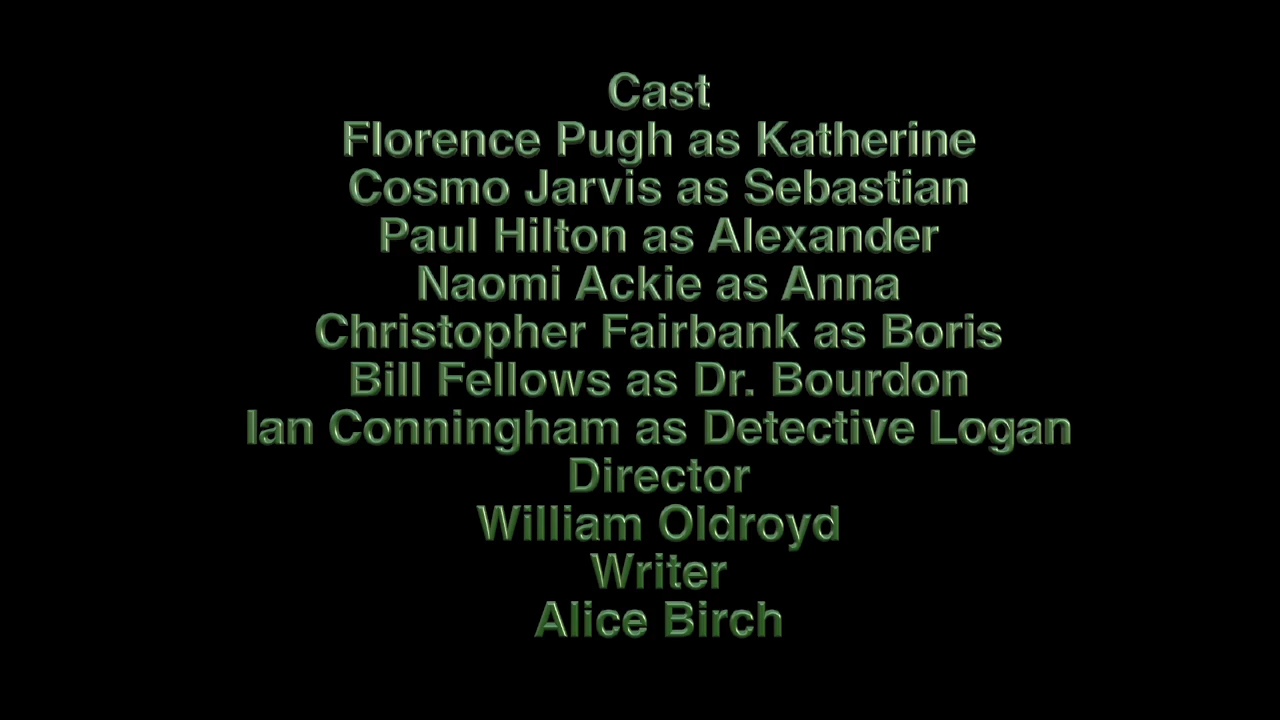 Cast
Florence Pugh as Katherine
Cosmo Jarvis as Sebastian
Paul Hilton as Alexander
Naomi Ackie as Anna
Christopher Fairbank as Boris
Bill Fellows as Dr. Bourdon
Ian Conningham as Detective Logan
Director
William Oldroyd
Writer
Alice Birch